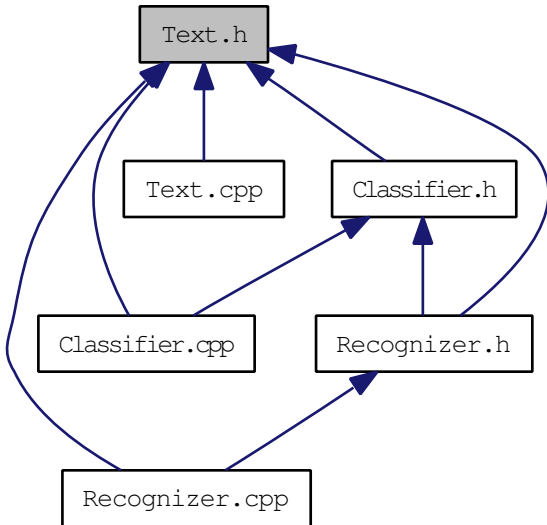 Text.h
Text.cpp
Classifier.h
Classifier.cpp
Recognizer.h
Recognizer.cpp